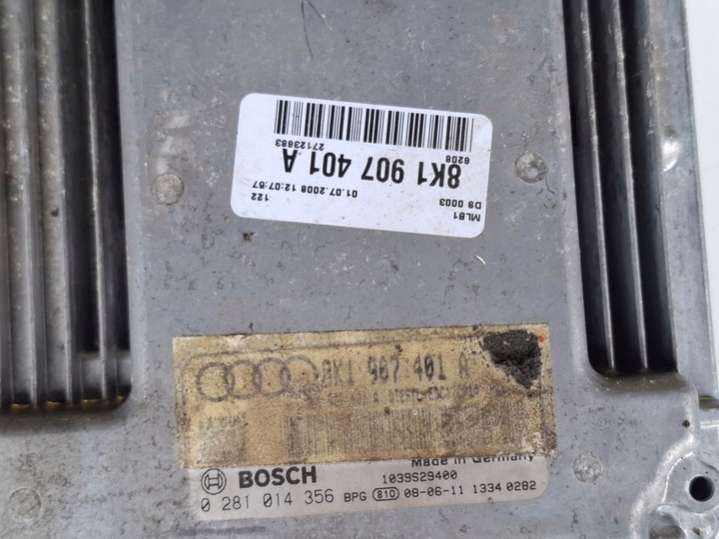 MLB1
D8 0003
122
01.07.2008 12:07:57
8K1 907 401 A
6208
27123883
8K1 907 401 A
Made in Germany
BOSCH
1039S29400
0 281 014 356 BPG 810 08-06-11 1334 0282